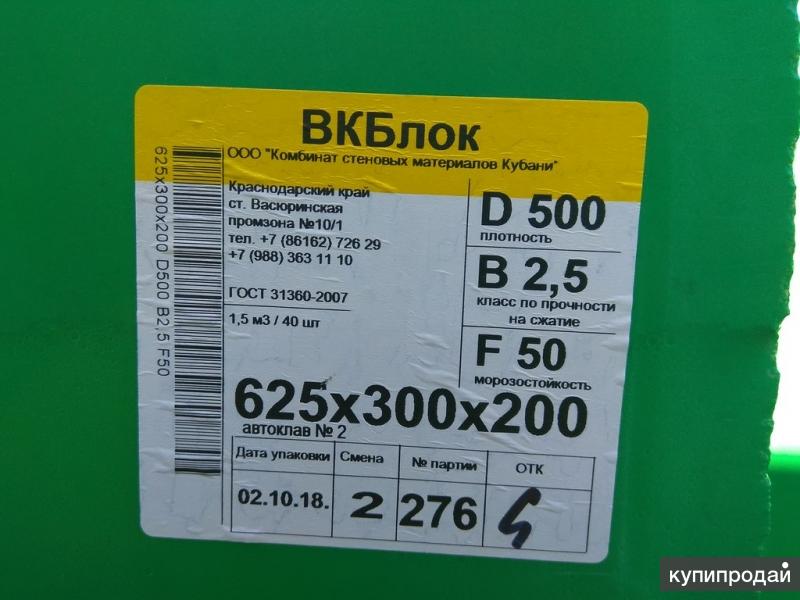 ВКБлок
ООО "Комбинат стеновых материалов Кубани"
625х300х200 D500 B2,5 F50
Краснодарский край
ст. Васюринская
промзона №10/1
тел. +7 (86162) 726 29
+7 (988) 363 11 10
ГОСТ 31360-2007
1,5 м3 / 40 шт
D 500
плотность
B 2,5
класс по прочности
на сжатие
F 50
морозостойкость
625х300х200
автоклав № 2
Дата упаковки Смена № партии ОТК
02.10.18. 2 276
купипродай